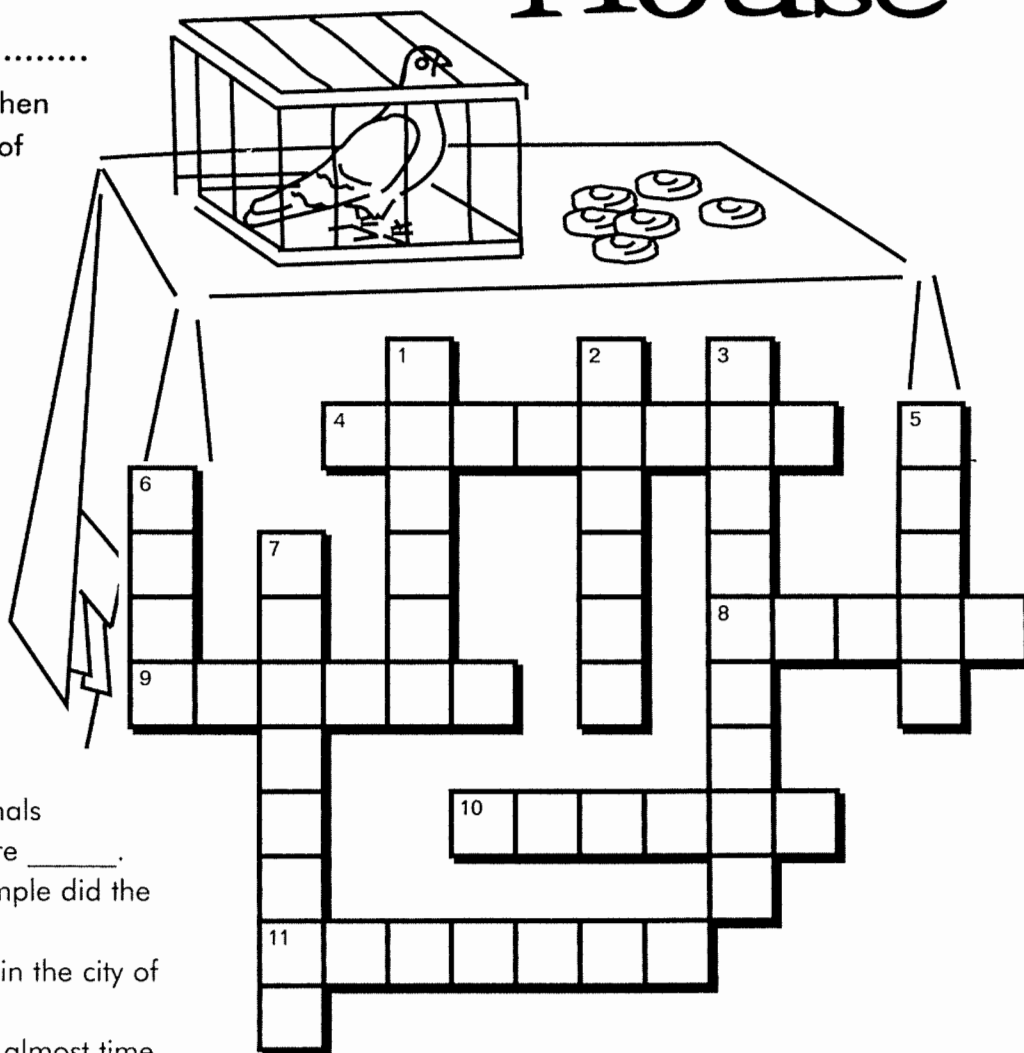 House
hen
of
1 2 3
4 5
6
7
8
9
10
nals
re ______.
mple did the
11
in the city of
almost time